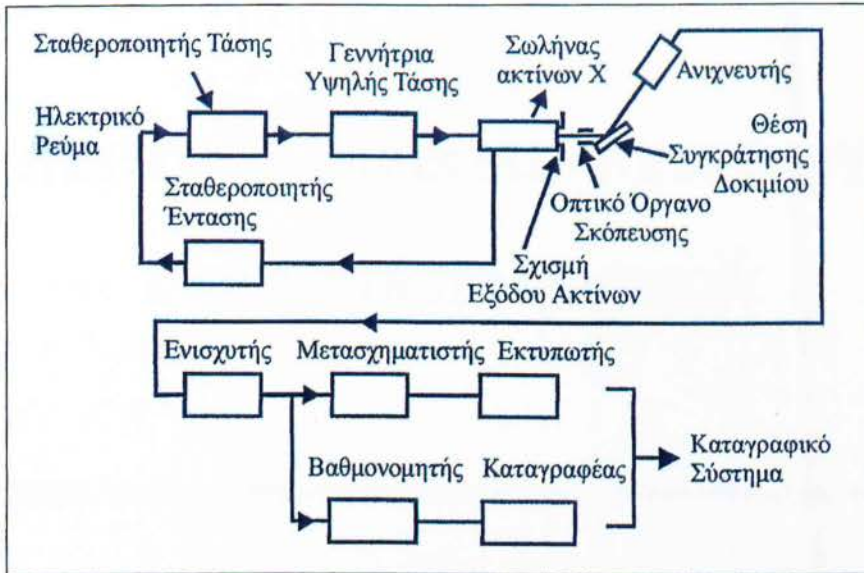 Σταθεροποιητής Τάσης
Γεννήτρια
Υψηλής Τάσης
Σωλήνας
ακτίνων Χ
Ανιχνευτής
Ηλεκτρικό
Ρεύμα
Θέση
Συγκράτησης
Δοκιμίου
Σταθεροποιητής
Έντασης
Οπτικό Όργανο
Σκόπευσης
Σχισμή
Εξόδου Ακτίνων
Ενισχυτής
Μετασχηματιστής
Εκτυπωτής
Βαθμονομητής
Καταγραφέας
Καταγραφικό
Σύστημα